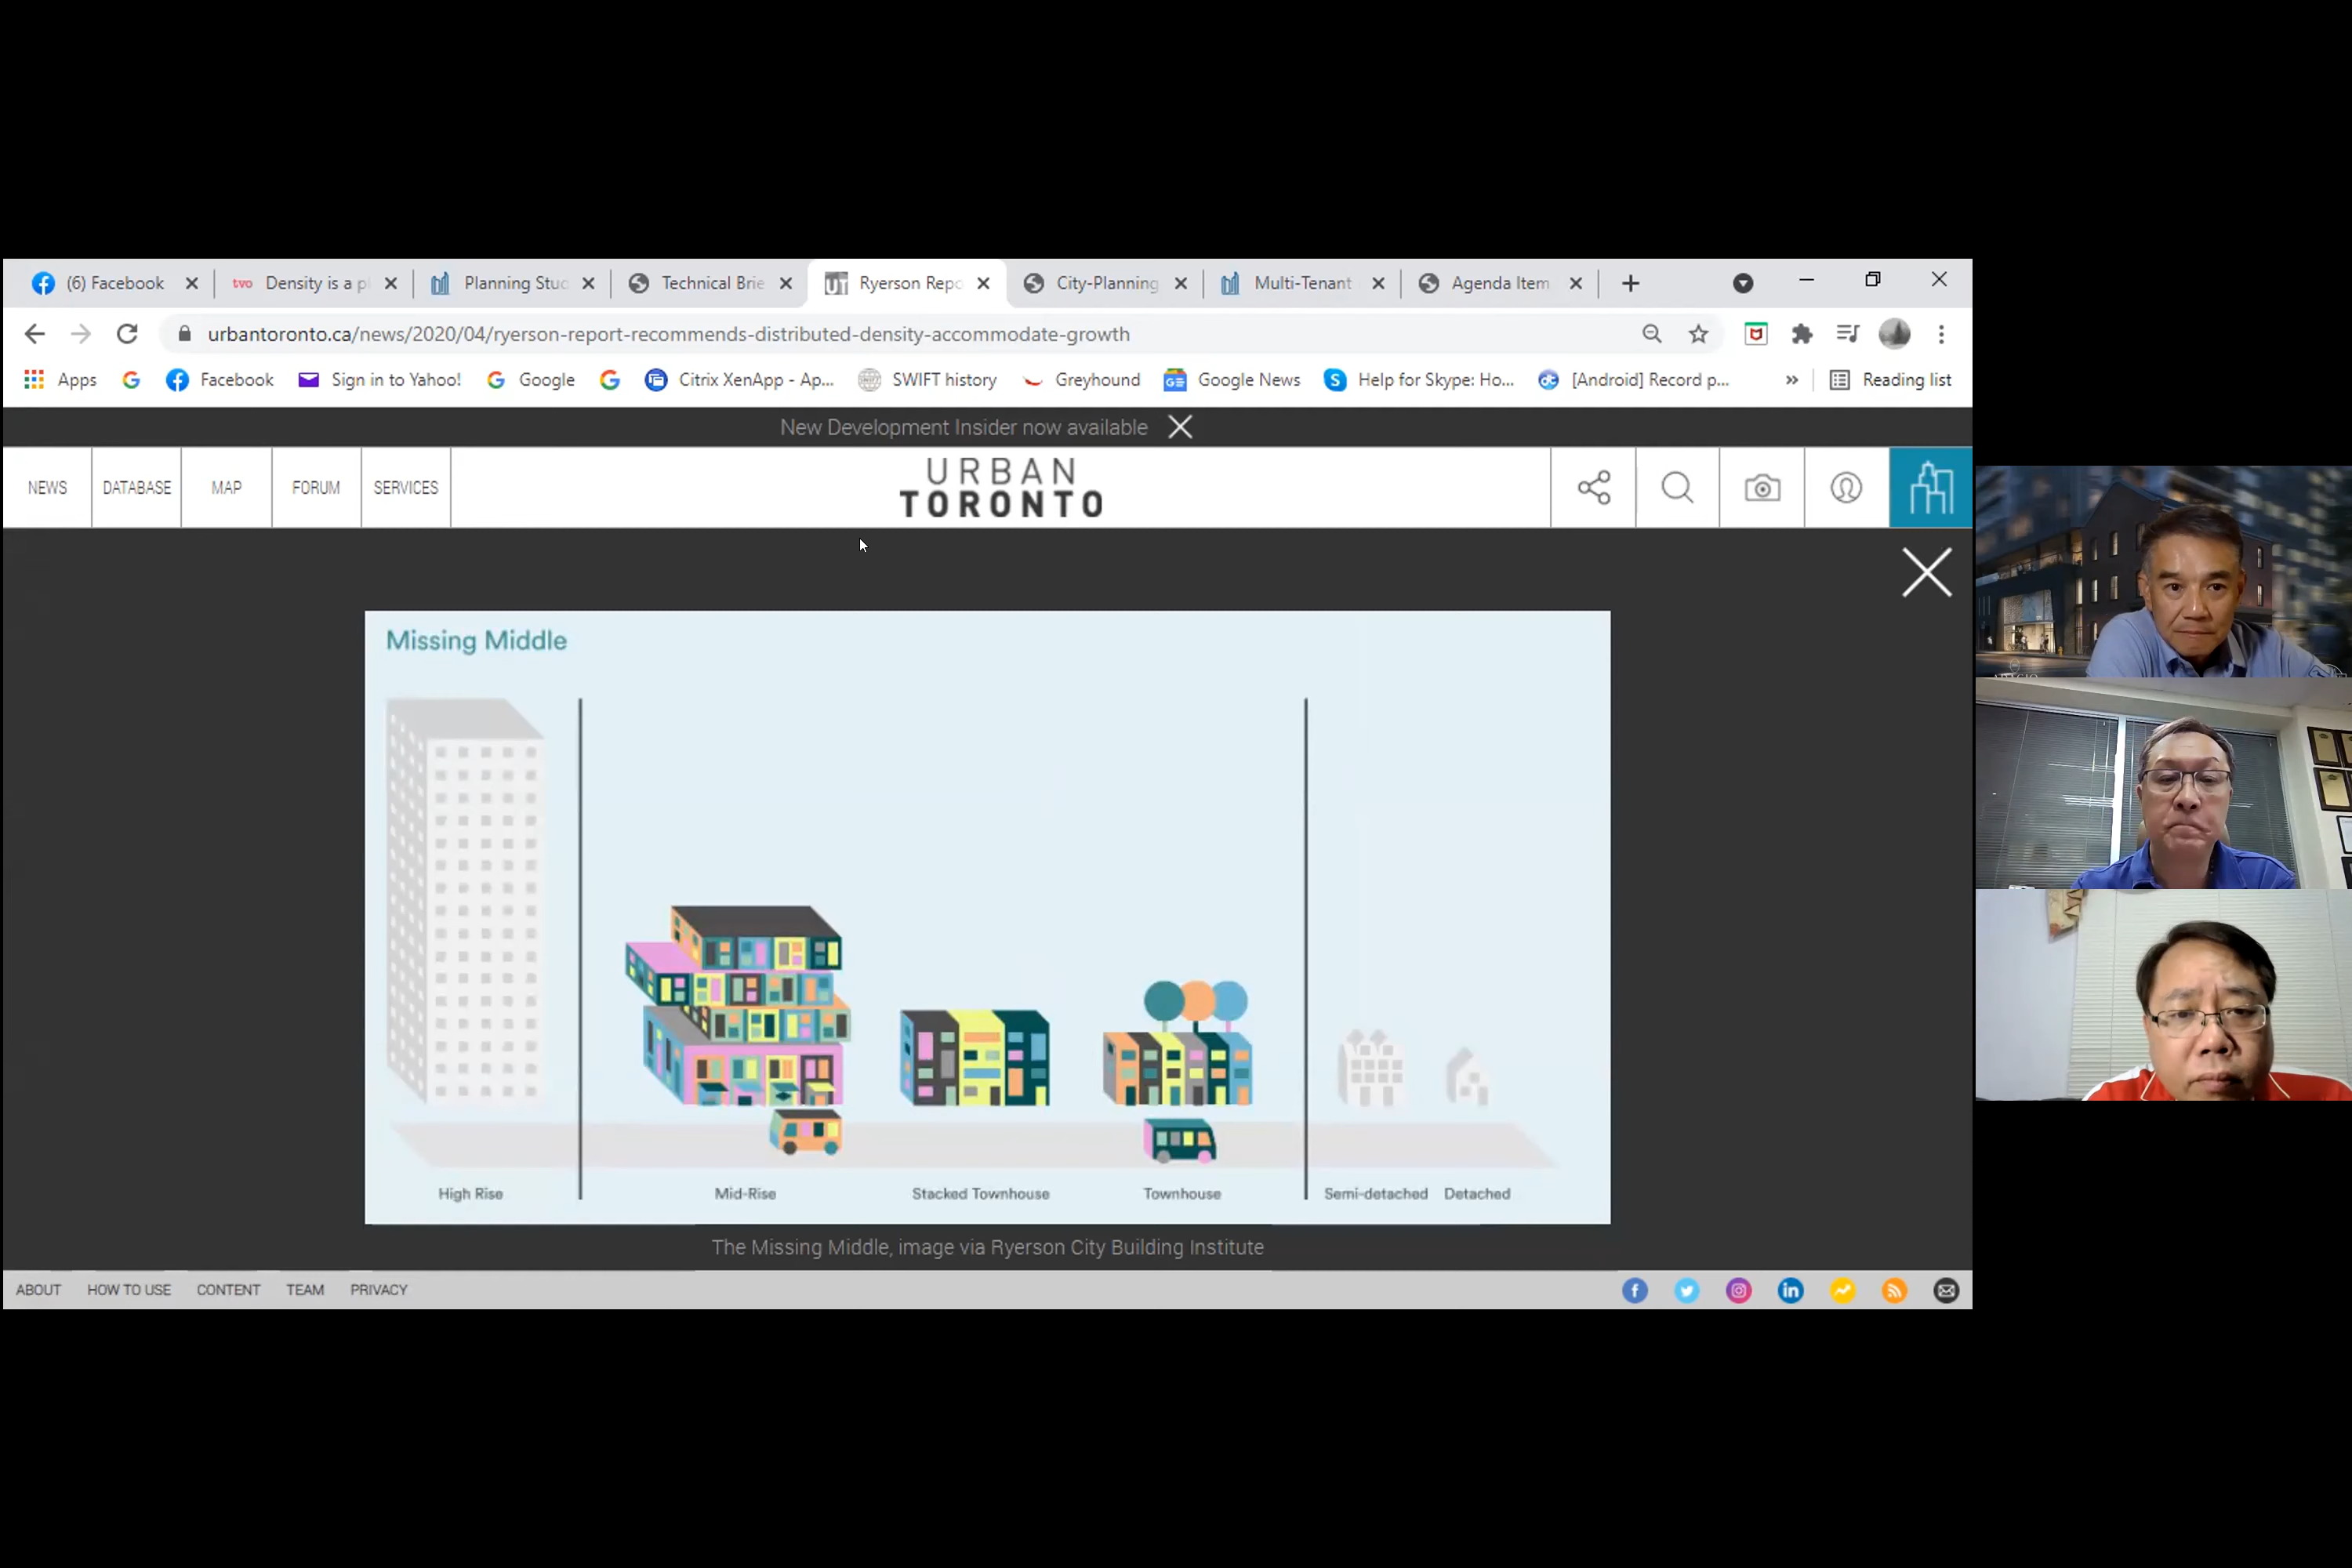 (6) Facebook
tvo Density is a pl
Planning Stud
Technical Brie
UT Ryerson Repo
City-Planning
Multi-Tenant
Agenda Item
urbantoronto.ca/news/2020/04/ryerson-report-recommends-distributed-density-accommodate-growth
Apps
Facebook
Sign in to Yahoo!
Google
Citrix XenApp - Ap...
SWIFT history
Greyhound
Google News
Help for Skype: Ho...
[Android] Record p...
»
Reading list
New Development Insider now available
NEWS
DATABASE
MAP
FORUM
SERVICES
URBAN
TORONTO
Missing Middle
High Rise
Mid-Rise
Stacked Townhouse
Townhouse
Semi-detached
Detached
The Missing Middle, image via Ryerson City Building Institute
ABOUT
HOW TO USE
CONTENT
TEAM
PRIVACY